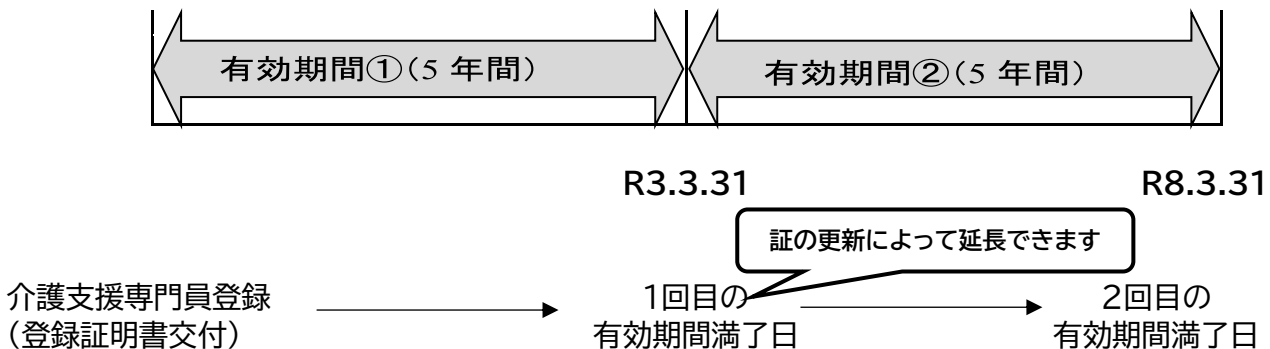 有効期間①(5 年間)
有効期間②(5 年間)
R3.3.31
R8.3.31
証の更新によって延長できます
介護支援専門員登録
(登録証明書交付)
1回目の
有効期間満了日
2回目の
有効期間満了日